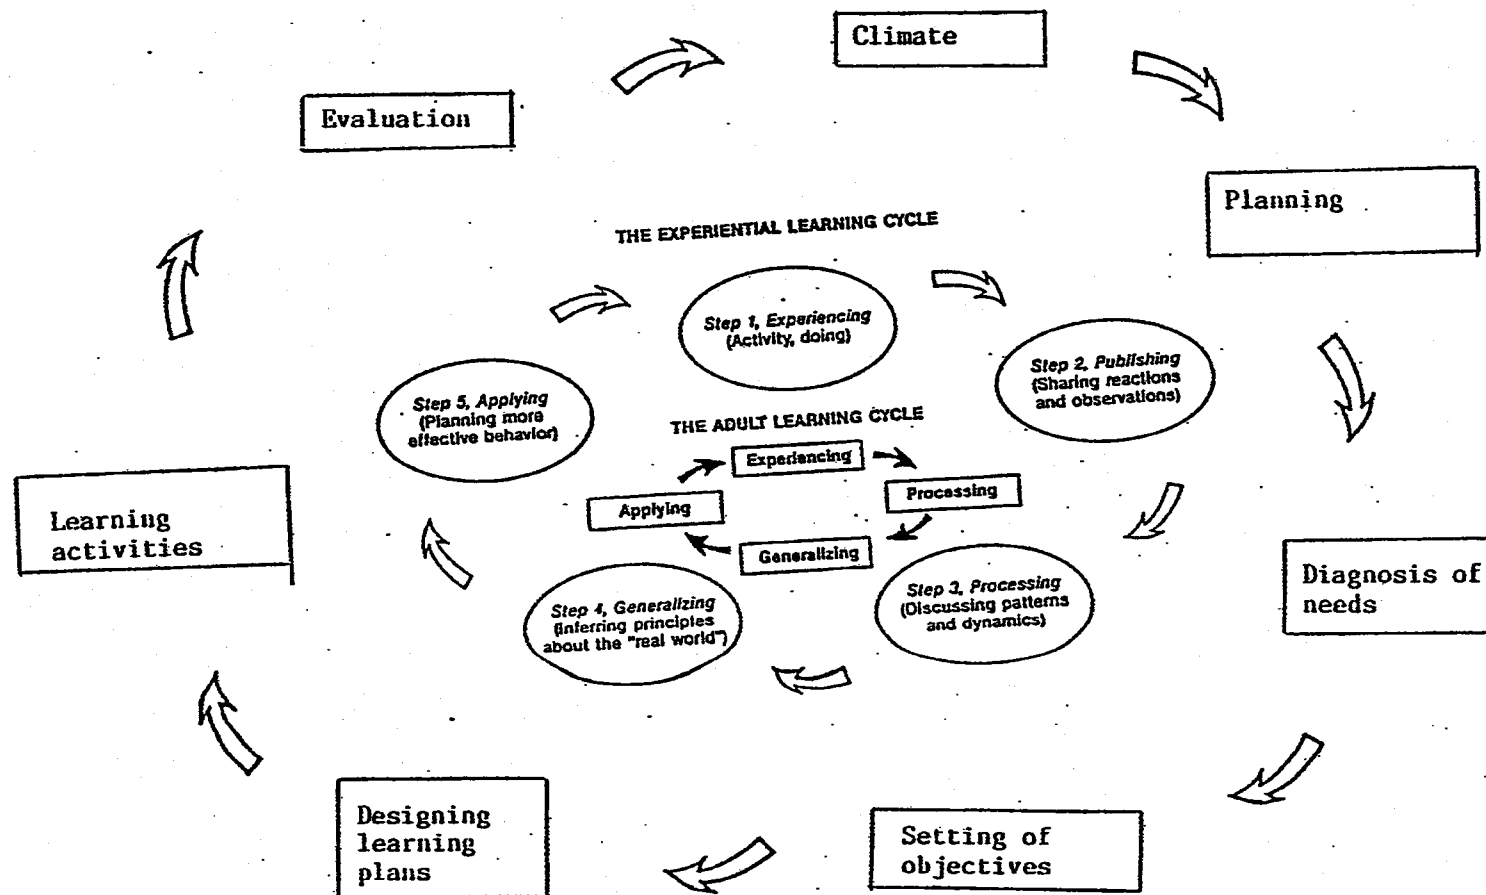 Climate
Evaluation
Planning
THE EXPERIENTIAL LEARNING CYCLE
Step 1, Experiencing
(Activity, doing)
Step 2, Publishing
(Sharing reactions
and observations)
Step 5, Applying
(Planning more
effective behavior)
THE ADULT LEARNING CYCLE
Experiencing
Processing
Applying
Generalizing
Learning
activities
Diagnosis of
needs
Step 3, Processing
(Discussing patterns
and dynamics)
Step 4, Generalizing
(Inferring principles
about the "real world")
Designing
learning
plans
Setting of
objectives